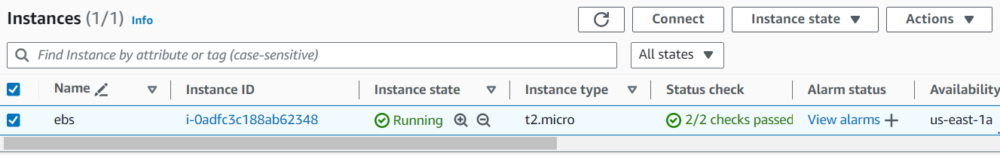 Instances (1/1) Info Connect Instance state Actions
Find Instance by attribute or tag (case-sensitive) All states
Name Instance ID Instance state Instance type Status check Alarm status Availability
ebs i-0adfc3c188ab62348 Running t2.micro 2/2 checks passed View alarms us-east-1a